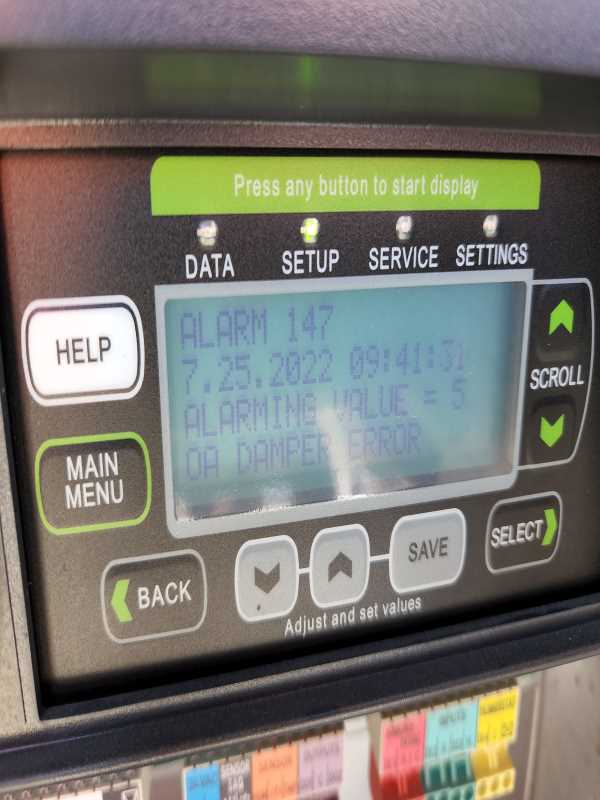 Press any button to start display
DATA SETUP SERVICE SETTINGS
ALARM 147
7.25.2022 09:41:31
ALARMING VALUE = 5
OA DAMPER ERROR
HELP
SCROLL
MAIN
MENU
BACK
SAVE
SELECT
Adjust and set values
SENSOR